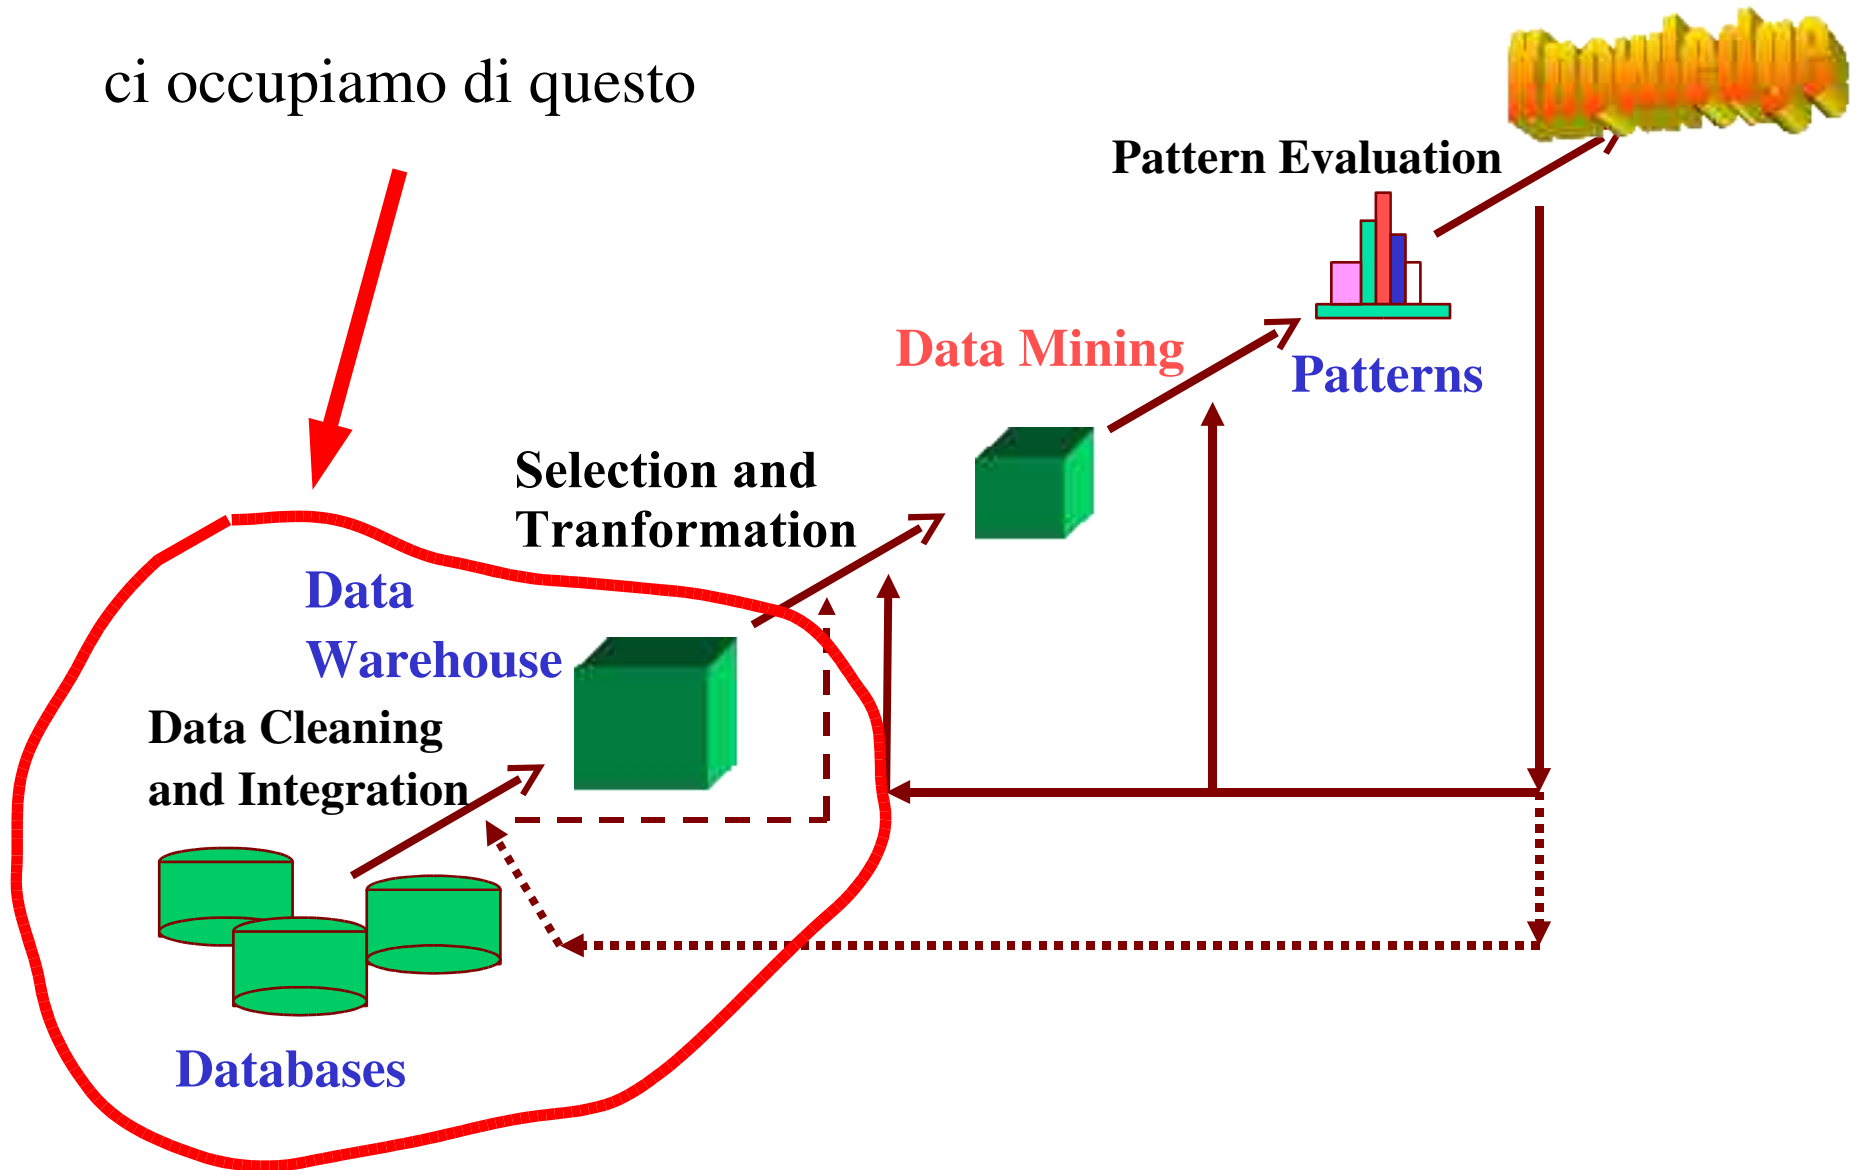 ci occupiamo di questo
Knowledge
Pattern Evaluation
Data Mining
Patterns
Selection and
Tranformation
Data
Warehouse
Data Cleaning
and Integration
Databases